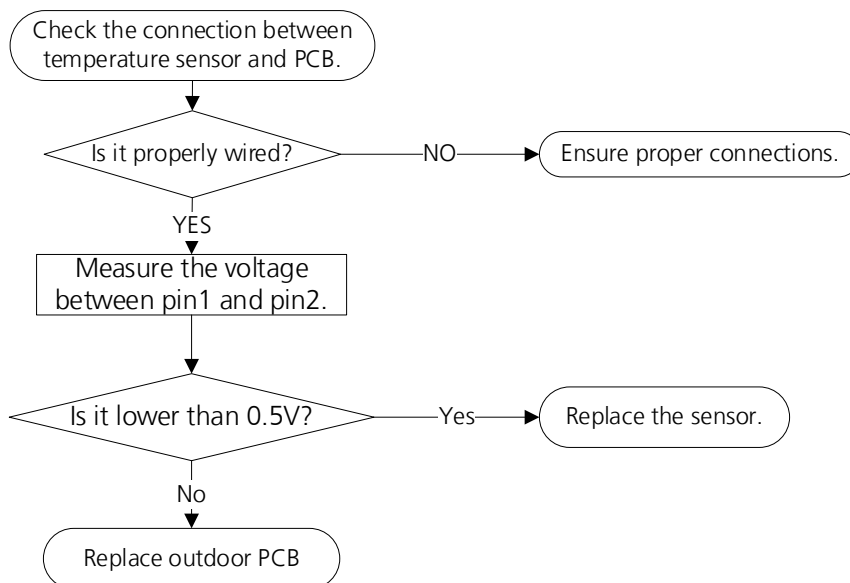 Check the connection between
temperature sensor and PCB.
Is it properly wired?
NO
Ensure proper connections.
YES
Measure the voltage
between pin1 and pin2.
Is it lower than 0.5V?
Yes
Replace the sensor.
No
Replace outdoor PCB